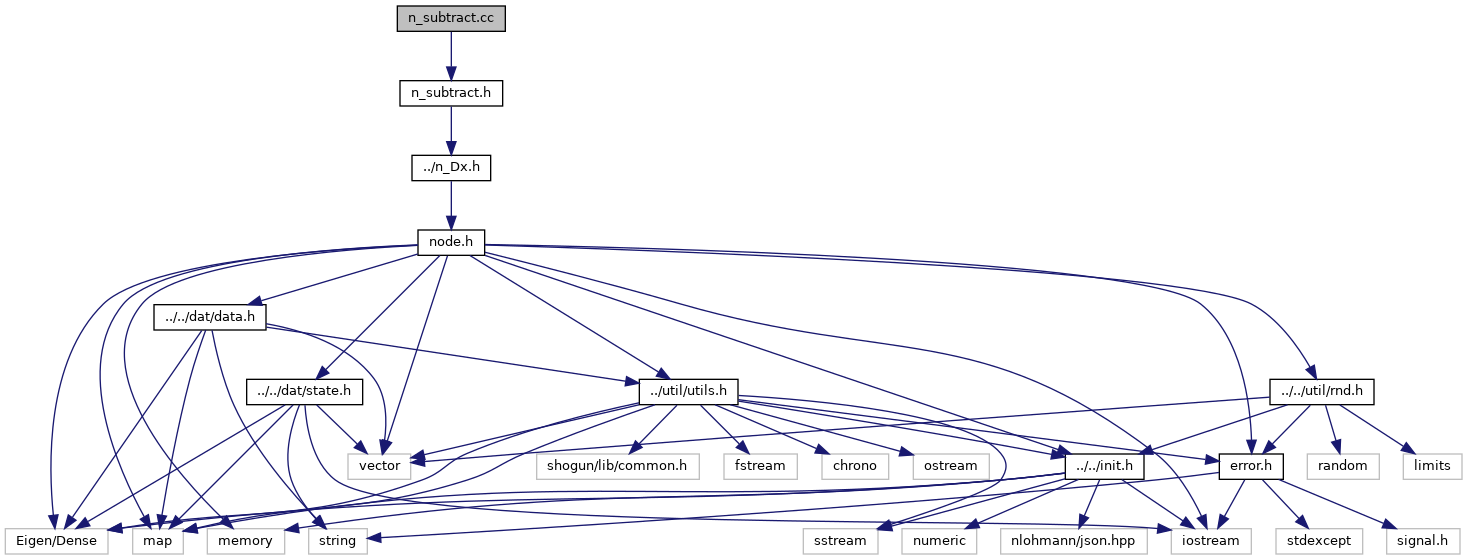 n_subtract.cc
n_subtract.h
../n_Dx.h
node.h
../../dat/data.h
../../dat/state.h
../util/utils.h
../../util/rnd.h
vector
shogun/lib/common.h
fstream
chrono
ostream
../../init.h
error.h
random
limits
Eigen/Dense
map
memory
string
sstream
numeric
nlohmann/json.hpp
iostream
stdexcept
signal.h